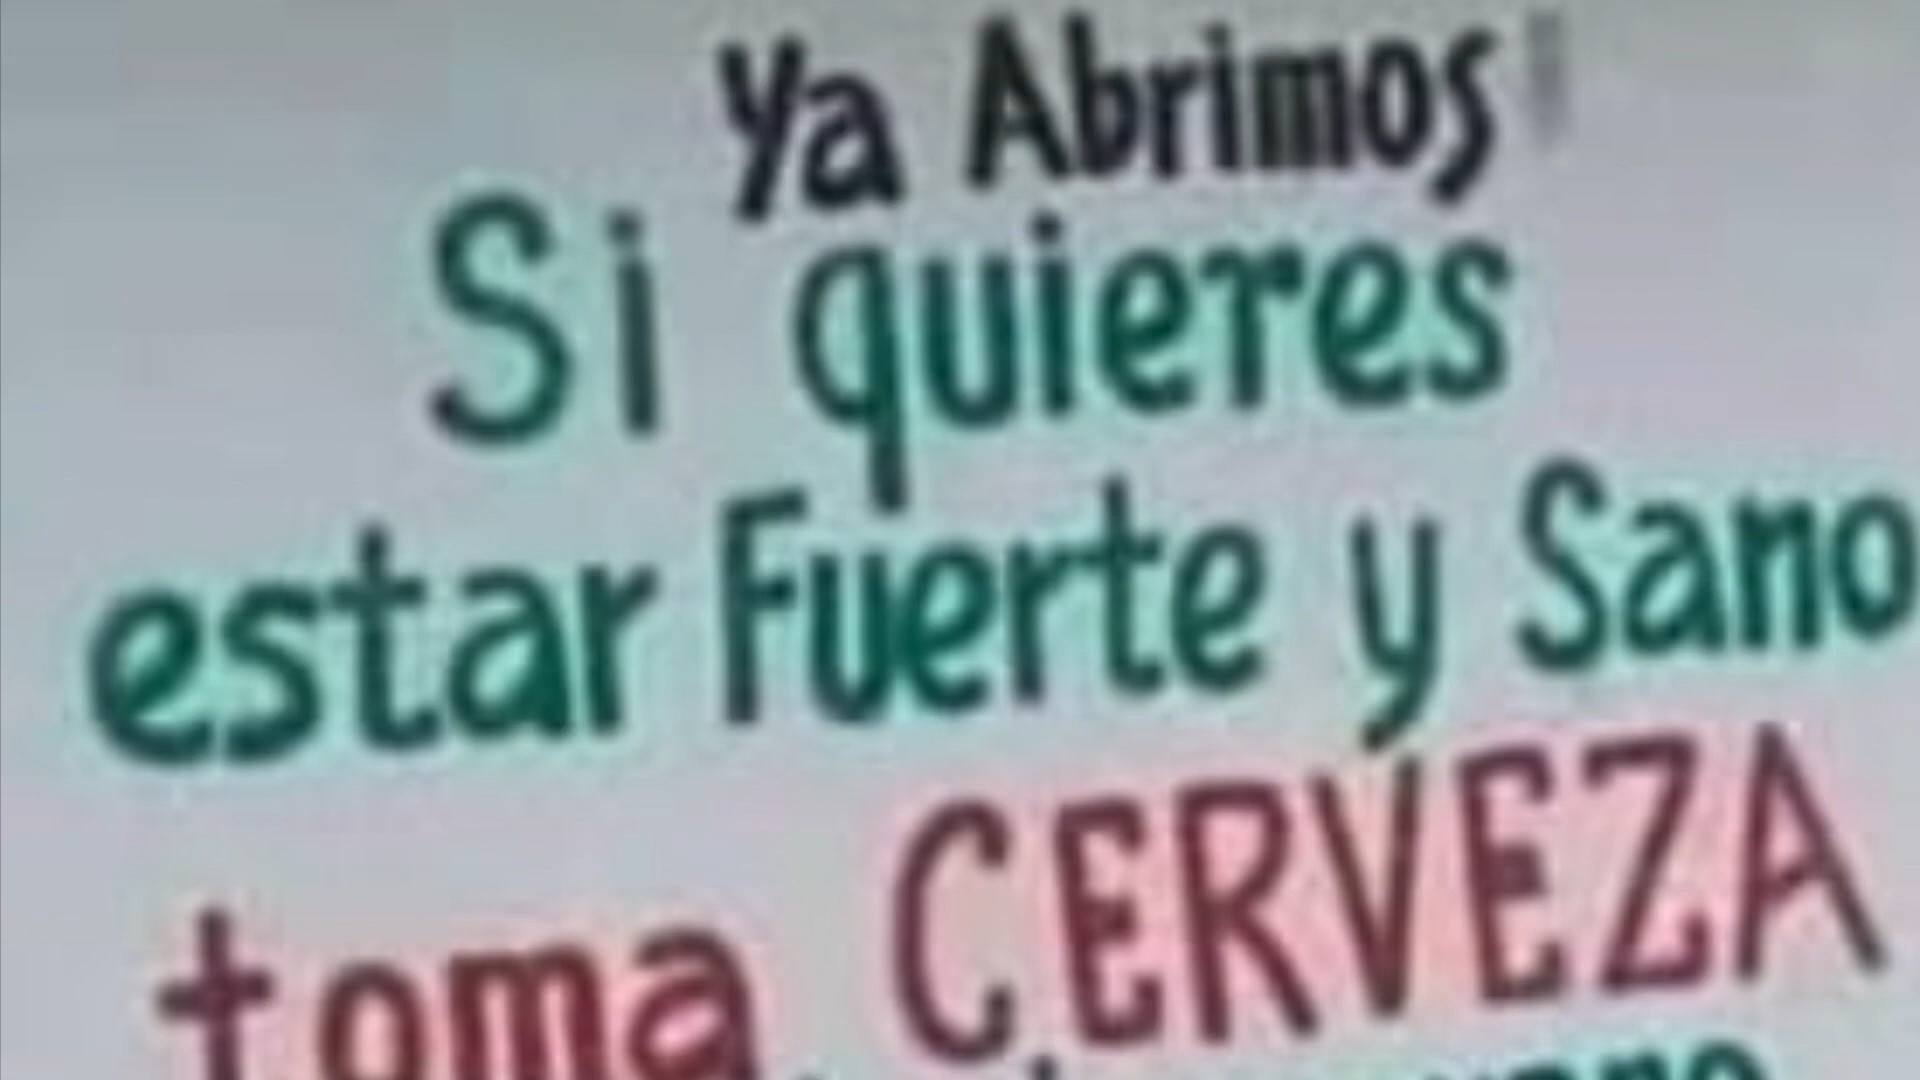 Ya Abrimos
Si quieres
estar Fuerte y Sano
toma CERVEZA